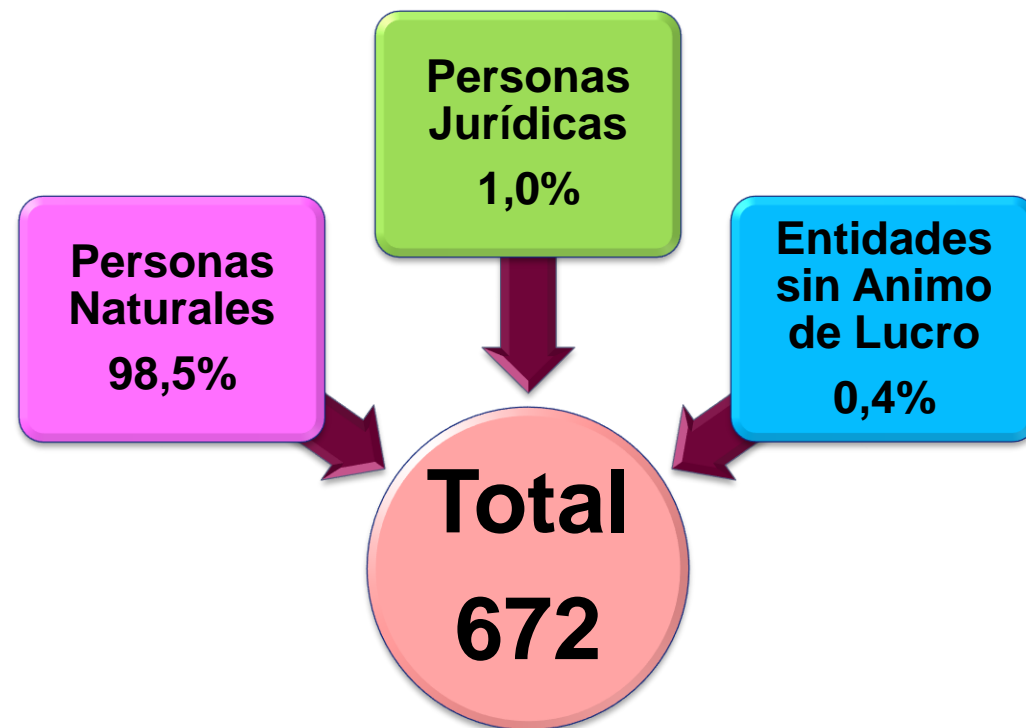 Personas
Jurídicas
1,0%
Personas
Naturales
98,5%
Entidades
sin Animo
de Lucro
0,4%
Total
672